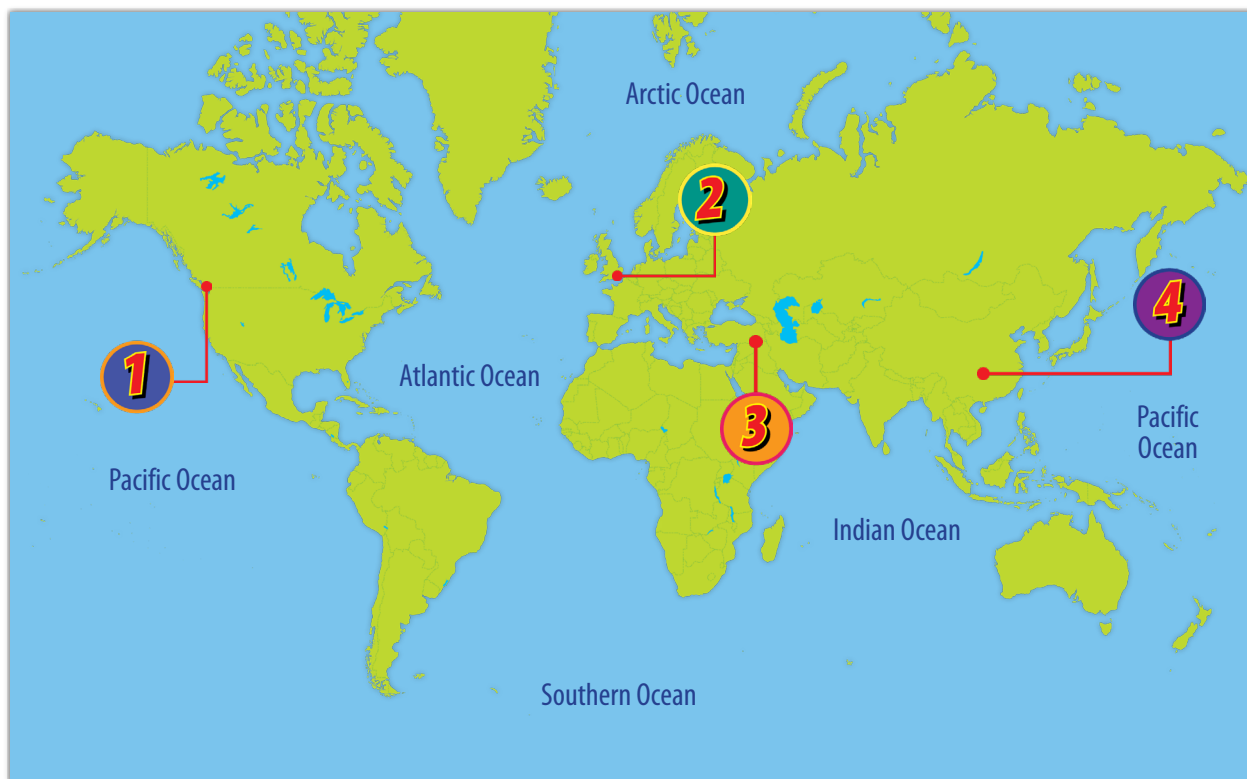 Arctic Ocean
2
4
1
Atlantic Ocean
3
Pacific
Ocean
Pacific Ocean
Indian Ocean
Southern Ocean